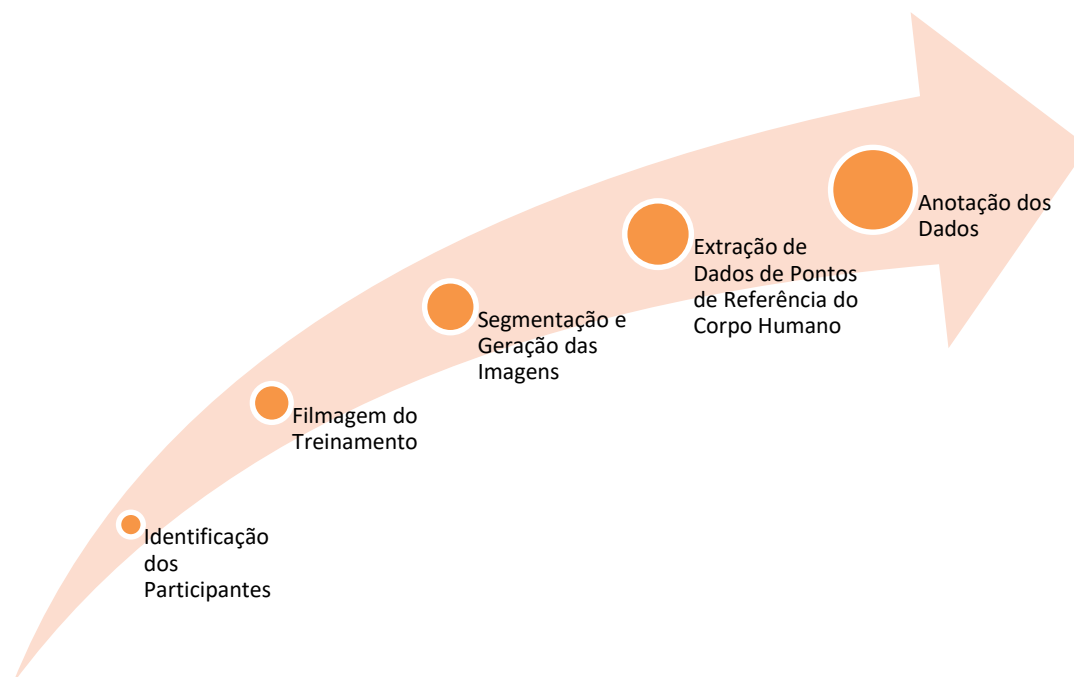 Identificação
dos
Participantes
Filmagem do
Treinamento
Segmentação e
Geração das
Imagens
Extração de
Dados de Pontos
de Referência do
Corpo Humano
Anotação dos
Dados